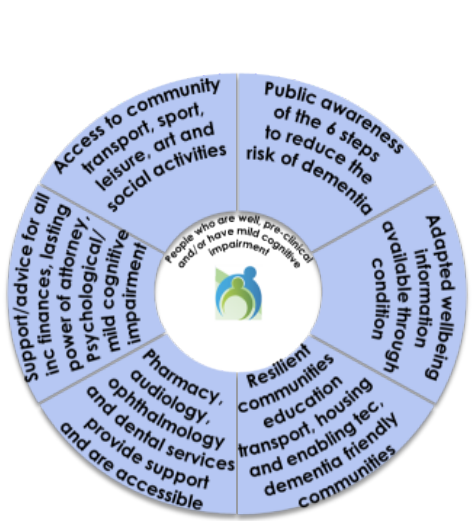 Public awareness
of the 6 steps
to reduce the
risk of dementia
Adapted wellbeing
information
available through
condition
Resilient
communities
education
transport, housing
and enabling tec,
dementia friendly
communities
Pharmacy,
audiology,
ophthalmology
and dental services
provide support
and are accessible
Support/advice for all
inc finances, lasting
power of attorney,
Psychological/
mild cognitive
impairment
Access to community
transport, sport,
leisure, art and
social activities
People who are well, pre-clinical
and/or have mild cognitive
impairment